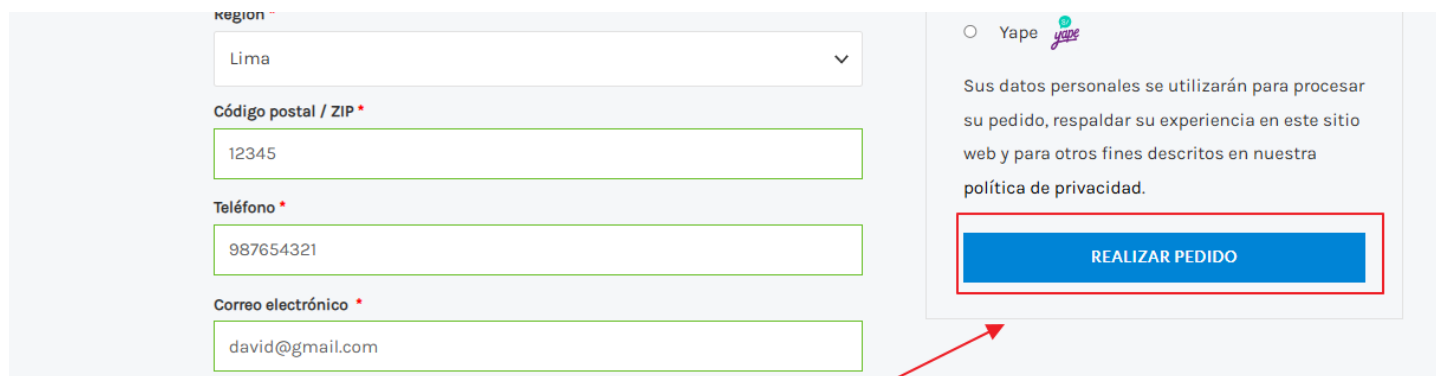 Región *
Lima
Código postal / ZIP *
12345
Teléfono *
987654321
Correo electrónico *
david@gmail.com
Yape yape
Sus datos personales se utilizarán para procesar
su pedido, respaldar su experiencia en este sitio
web y para otros fines descritos en nuestra
política de privacidad.
REALIZAR PEDIDO